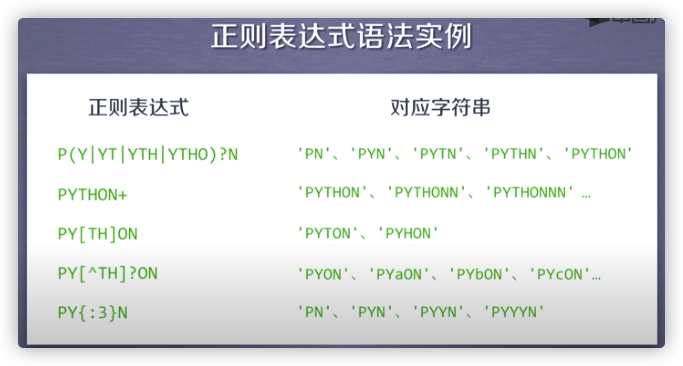 正则表达式语法实例
正则表达式 对应字符串
P(Y|YT|YTH|YTHO)?N 'PN'、'PYN'、'PYTN'、'PYTHN'、'PYTHON'
PYTHON+ 'PYTHON'、'PYTHONN'、'PYTHONNN' …
PY[TH]ON 'PYTON'、'PYHON'
PY[^TH]?ON 'PYON'、'PYaON'、'PYbON'、'PYcON'…
PY{:3}N 'PN'、'PYN'、'PYYN'、'PYYYN'